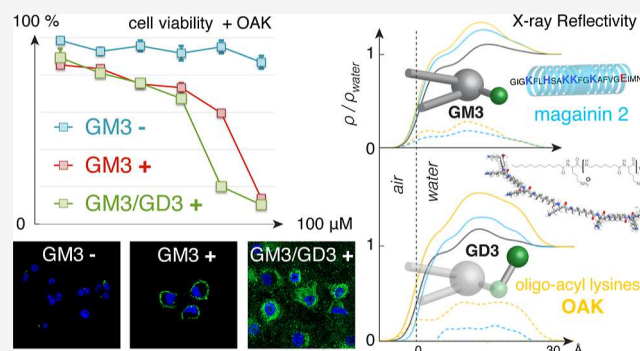 100 %
cell viability + OAK
GM3 -
GM3 +
GM3/GD3 +
0
100 µM
GM3 -
GM3 +
GM3/GD3 +
X-ray Reflectivity
ρ / ρwater
1
GM3
GIGKFLHSAKKFGKAFVGEIMN
magainin 2
0
air
water
1
GD3
oligo-acyl lysines
OAK
0
0
30 Å